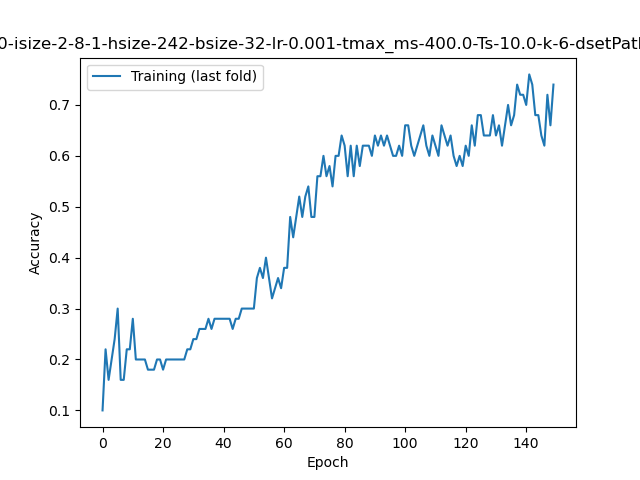 0-isize-2-8-1-hsize-242-bsize-32-lr-0.001-tmax_ms-400.0-Ts-10.0-k-6-dsetPat
Training (last fold)
Accuracy
0.7
0.6
0.5
0.4
0.3
0.2
0.1
0 20 40 60 80 100 120 140
Epoch